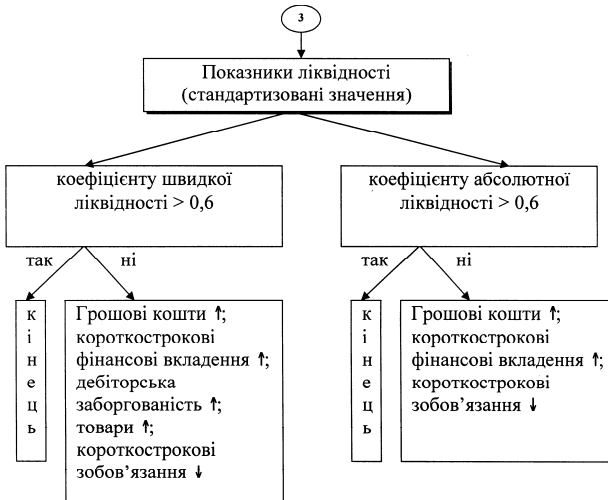 3
Показники ліквідності
(стандартизовані значення)
коефіцієнту швидкої
ліквідності > 0,6
коефіцієнту абсолютної
ліквідності > 0,6
так
ні
так
ні
к
і
н
е
ц
ь
Грошові кошти ↑;
короткострокові
фінансові вкладення ↑;
дебіторська
заборгованість ↑;
товари ↑;
короткострокові
зобов’язання ↓
к
і
н
е
ц
ь
Грошові кошти ↑;
короткострокові
фінансові вкладення ↑;
короткострокові
зобов’язання ↓